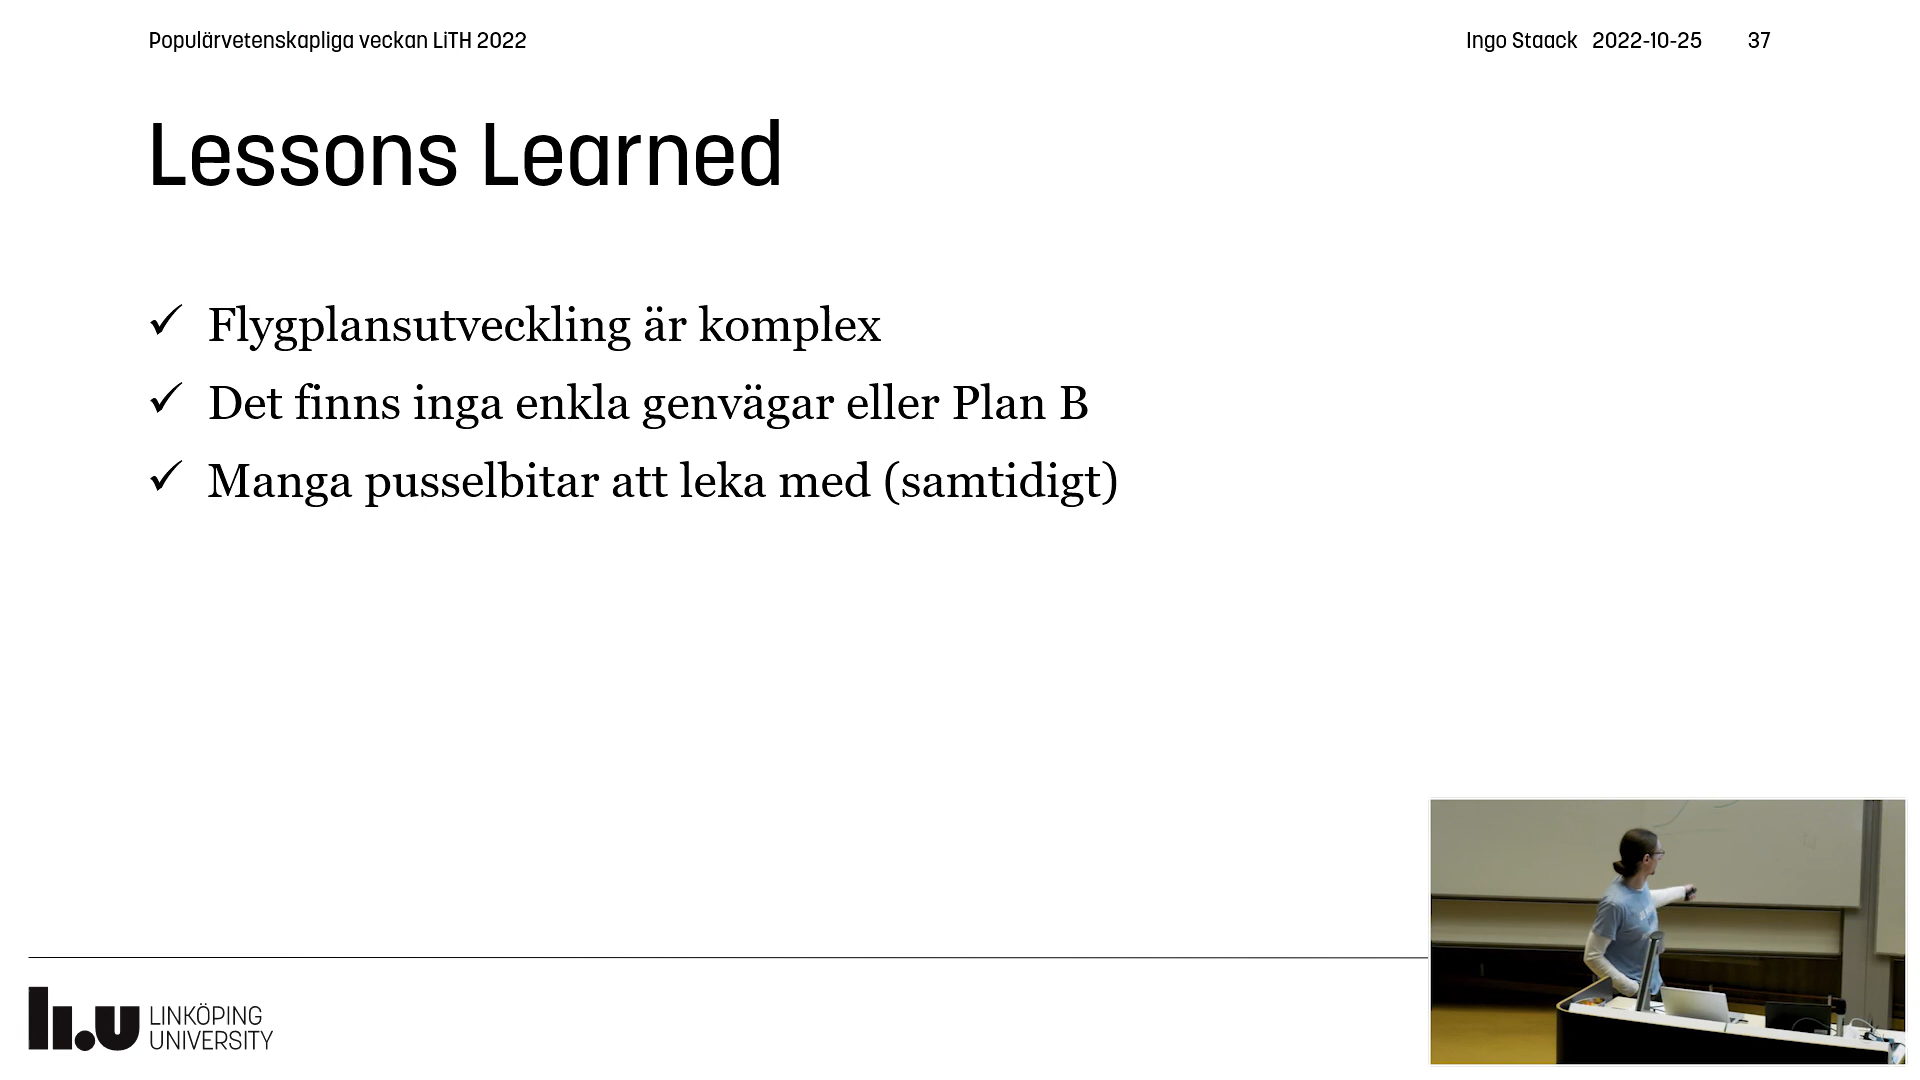 Populärvetenskapliga veckan LiTH 2022
Ingo Staack 2022-10-25 37
Lessons Learned
✓ Flygplansutveckling är komplex
✓ Det finns inga enkla genvägar eller Plan B
✓ Manga pusselbitar att leka med (samtidigt)
li.u LINKÖPING
UNIVERSITY